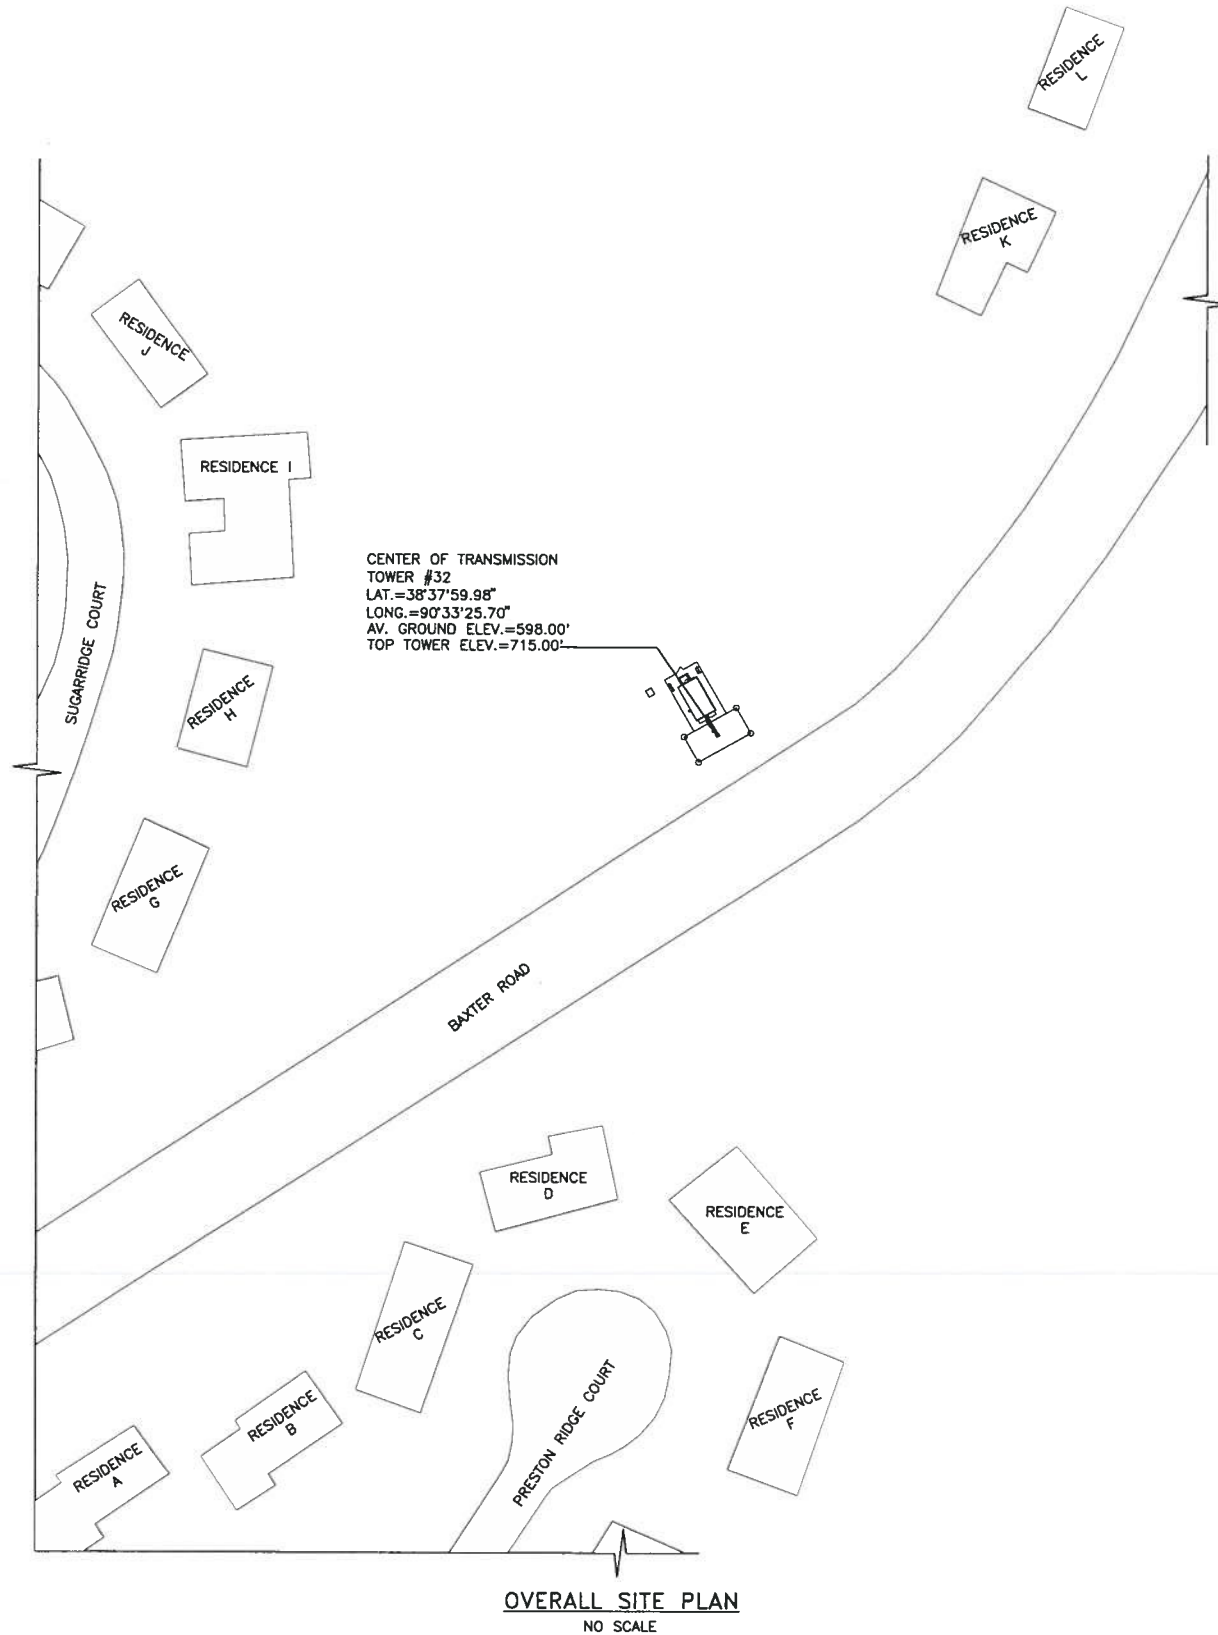 RESIDENCE
L
RESIDENCE
K
RESIDENCE
J
RESIDENCE I
CENTER OF TRANSMISSION
TOWER #32
LAT.=38°37'59.98"
LONG.=90°33'25.70"
AV. GROUND ELEV.=598.00'
TOP TOWER ELEV.=715.00'
SUGARRIDGE COURT
RESIDENCE
H
RESIDENCE
G
BAXTER ROAD
RESIDENCE
D
RESIDENCE
E
RESIDENCE
C
RESIDENCE
B
RESIDENCE
A
PRESTON RIDGE COURT
RESIDENCE
F
OVERALL SITE PLAN
NO SCALE